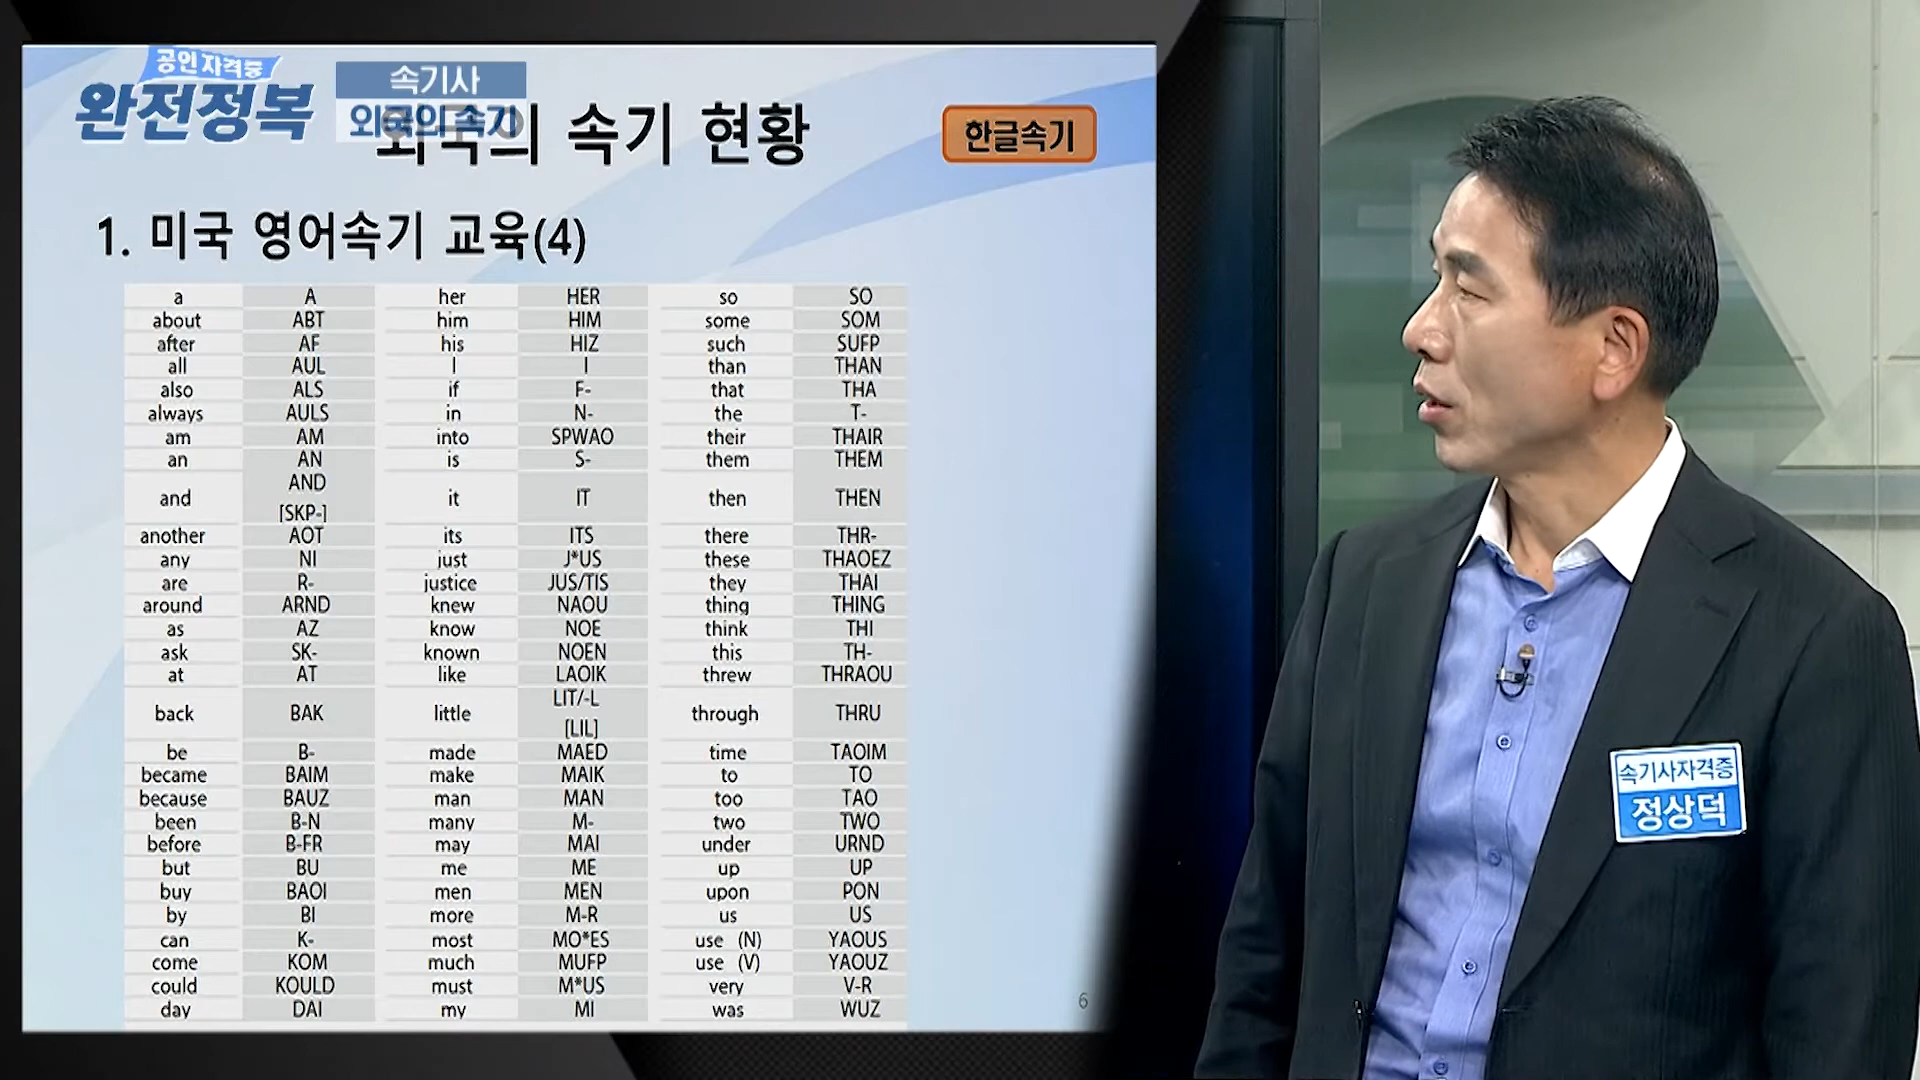 공인 자격증
완전정복
속기사
외국의 속기
외국의 속기 현황
한글속기
1. 미국 영어속기 교육(4)
a A her HER so SO
about ABT him HIM some SOM
after AF his HIZ such SUFP
all AUL I I than THAN
also ALS if F- that THA
always AULS in N- the T-
am AM into SPWAO their THAIR
an AN is S- them THEM
and AND [SKP-] it IT then THEN
another AOT its ITS there THR-
any NI just J*US these THAOEZ
are R- justice JUS/TIS they THAI
around ARND knew NAOU thing THING
as AZ know NOE think THI
ask SK- known NOEN this TH-
at AT like LAOIK threw THRAOU
back BAK little LIT/-L [LIL] through THRU
be B- made MAED time TAOIM
became BAIM make MAIK to TO
because BAUZ man MAN too TAO
been B-N many M- two TWO
before B-FR may MAI under URND
but BU me ME up UP
buy BAOI men MEN upon PON
by BI more M-R us US
can K- most MO*ES use (N) YAOUS
come KOM much MUFP use (V) YAOUZ
could KOULD must M*US very V-R
day DAI my MI was WUZ
6
속기사자격증
정상덕